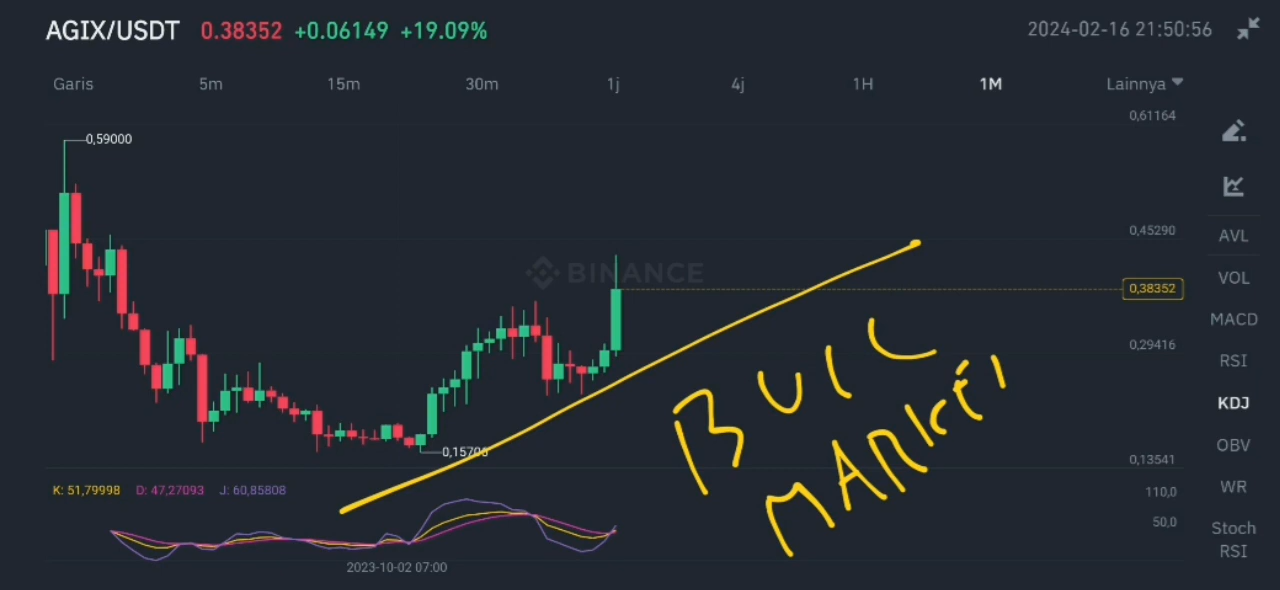 AGIX/USDT 0.38352 +0.06149 +19.09% 2024-02-16 21:50:56
Garis 5m 15m 30m 1j 4j 1H 1M Lainnya
0,61164
0,59000
AVL
0,45290
BINANCE
VOL
0,38352
MACD
0,29416
RSI
BULL
KDJ
MARKET
OBV
0,15706
0,13541
K: 51,79998 D: 47,27093 J: 60,85808
110,0
WR
50,0
Stoch
RSI
2023-10-02 07:00